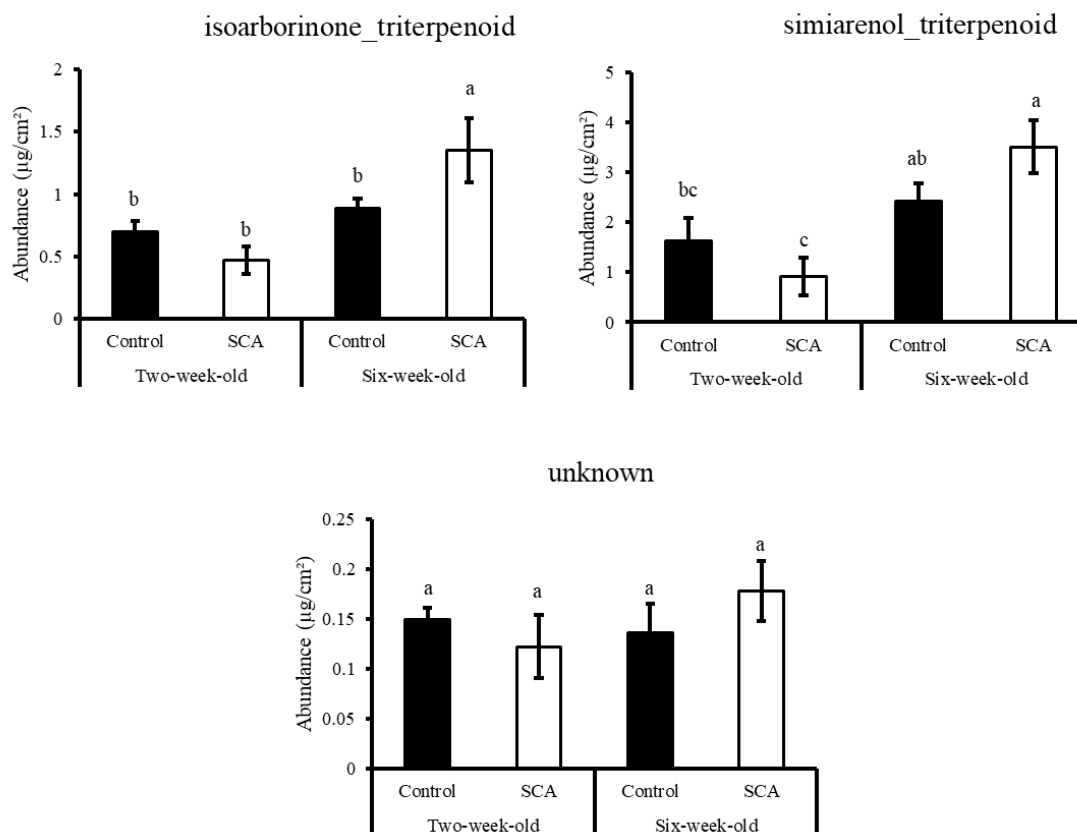 isoarborinone_triterpenoid
Abundance (µg/cm²)
2
1.5
1
0.5
0
b
b
b
a
Control SCA Control SCA
Two-week-old Six-week-old
simiarenol_triterpenoid
Abundance (µg/cm²)
5
4
3
2
1
0
bc
c
ab
a
Control SCA Control SCA
Two-week-old Six-week-old
unknown
Abundance (µg/cm²)
0.25
0.2
0.15
0.1
0.05
0
a
a
a
a
Control SCA Control SCA
Two-week-old Six-week-old